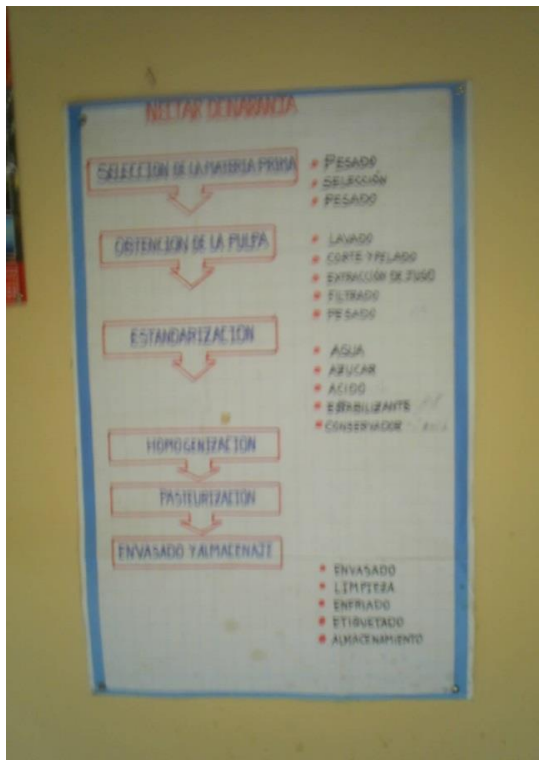 NECTAR DE NARANJA
SELECCIÓN DE LA MATERIA PRIMA
• PESADO
• SELECCIÓN
• PESADO
OBTENCION DE LA PULPA
• LAVADO
• CORTE Y PELADO
• EXTRACCIÓN DE JUGO
• FILTRADO
• PESADO
ESTANDARIZACION
• AGUA
• AZUCAR
• ACIDO
• ESTABILIZANTE
• CONSERVADOR
HOMOGENIZACION
PASTEURIZACION
ENVASADO Y ALMACENAJE
• ENVASADO
• LIMPIEZA
• ENFRIADO
• ETIQUETADO
• ALMACENAMIENTO